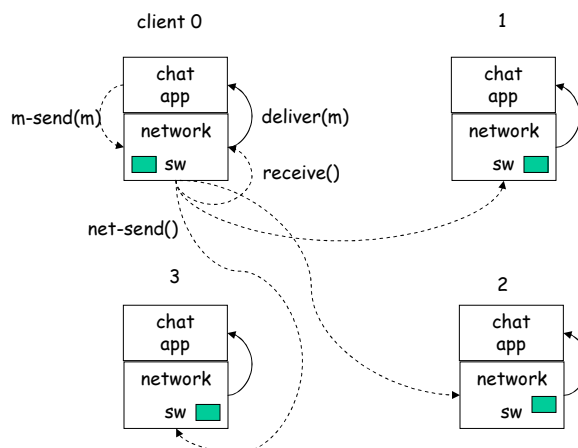 client 0
1
chat
app
m-send(m)
network
sw
deliver(m)
receive()
net-send()
chat
app
network
sw
3
2
chat
app
network
sw
chat
app
network
sw